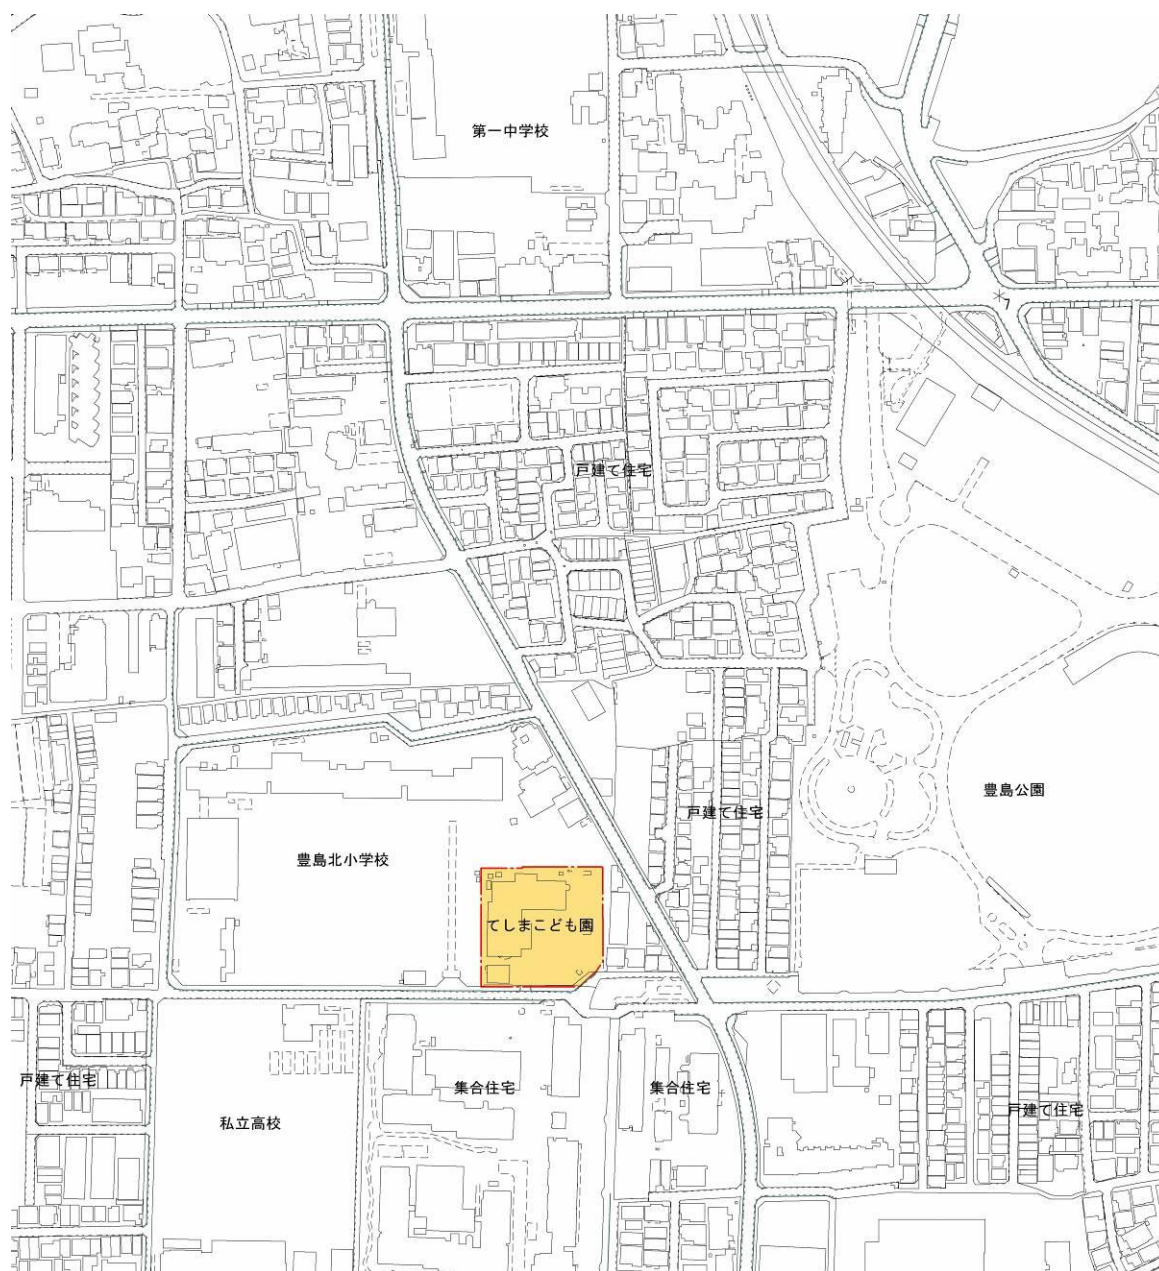 第一中学校
戸建て住宅
豊島公園
戸建て住宅
豊島北小学校
てしまこども園
戸建て住宅
集合住宅
集合住宅
私立高校
戸建て住宅